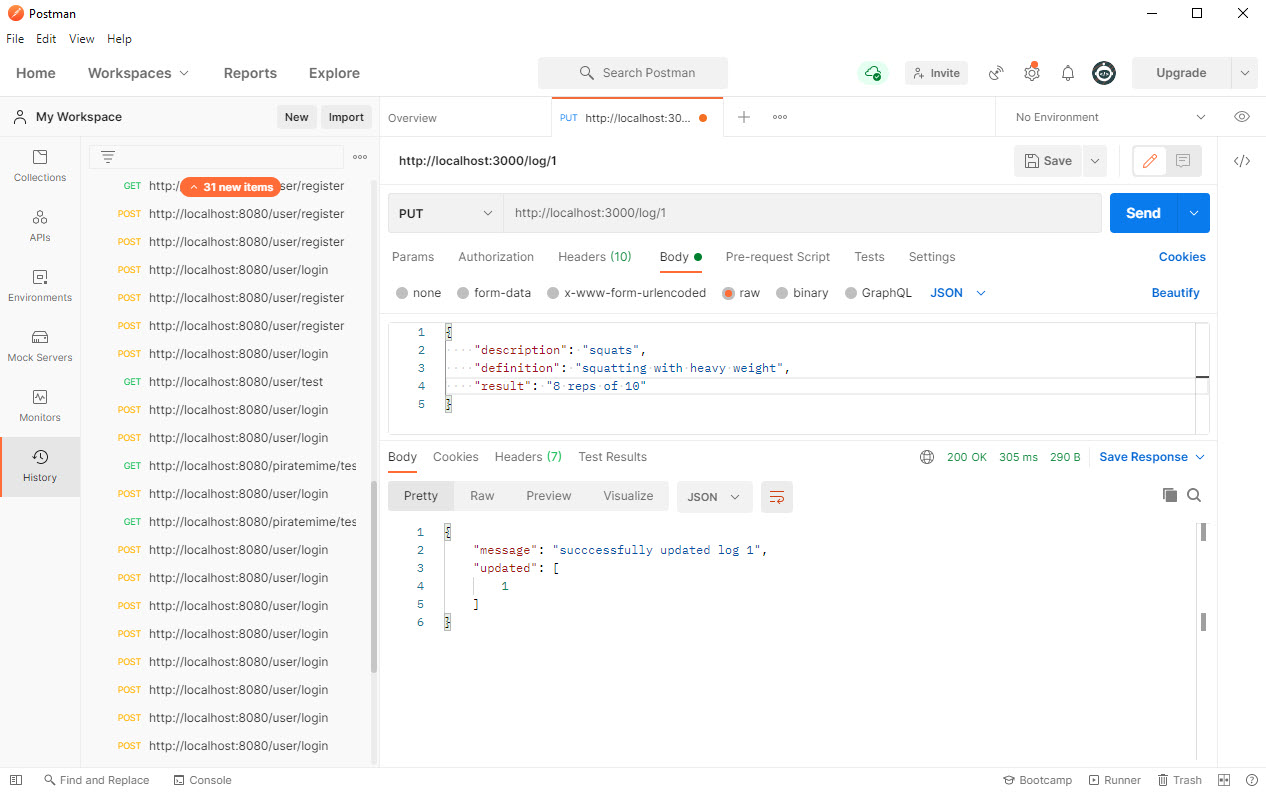 Postman
File Edit View Help
Home Workspaces Reports Explore Search Postman Invite Upgrade
My Workspace New Import
Overview PUT http://localhost:30... No Environment
Collections
APIs
Environments
Mock Servers
Monitors
History
31 new items
GET http:/ ser/register
POST http://localhost:8080/user/register
POST http://localhost:8080/user/register
POST http://localhost:8080/user/login
POST http://localhost:8080/user/register
POST http://localhost:8080/user/register
POST http://localhost:8080/user/login
GET http://localhost:8080/user/test
POST http://localhost:8080/user/login
POST http://localhost:8080/user/login
GET http://localhost:8080/piratemime/tes
POST http://localhost:8080/user/login
GET http://localhost:8080/piratemime/tes
POST http://localhost:8080/user/login
POST http://localhost:8080/user/login
POST http://localhost:8080/user/login
POST http://localhost:8080/user/login
POST http://localhost:8080/user/login
POST http://localhost:8080/user/login
POST http://localhost:8080/user/login
POST http://localhost:8080/user/login
http://localhost:3000/log/1 Save </>
PUT http://localhost:3000/log/1 Send
Params Authorization Headers (10) Body Pre-request Script Tests Settings Cookies
none form-data x-www-form-urlencoded raw binary GraphQL JSON Beautify
1 {
2 "description": "squats",
3 "definition": "squatting with heavy weight",
4 "result": "8 reps of 10"
5 }
Body Cookies Headers (7) Test Results 200 OK 305 ms 290 B Save Response
Pretty Raw Preview Visualize JSON
1 {
2 "message": "succcessfully updated log 1",
3 "updated": [
4 1
5 ]
6 }
Find and Replace Console Bootcamp Runner Trash